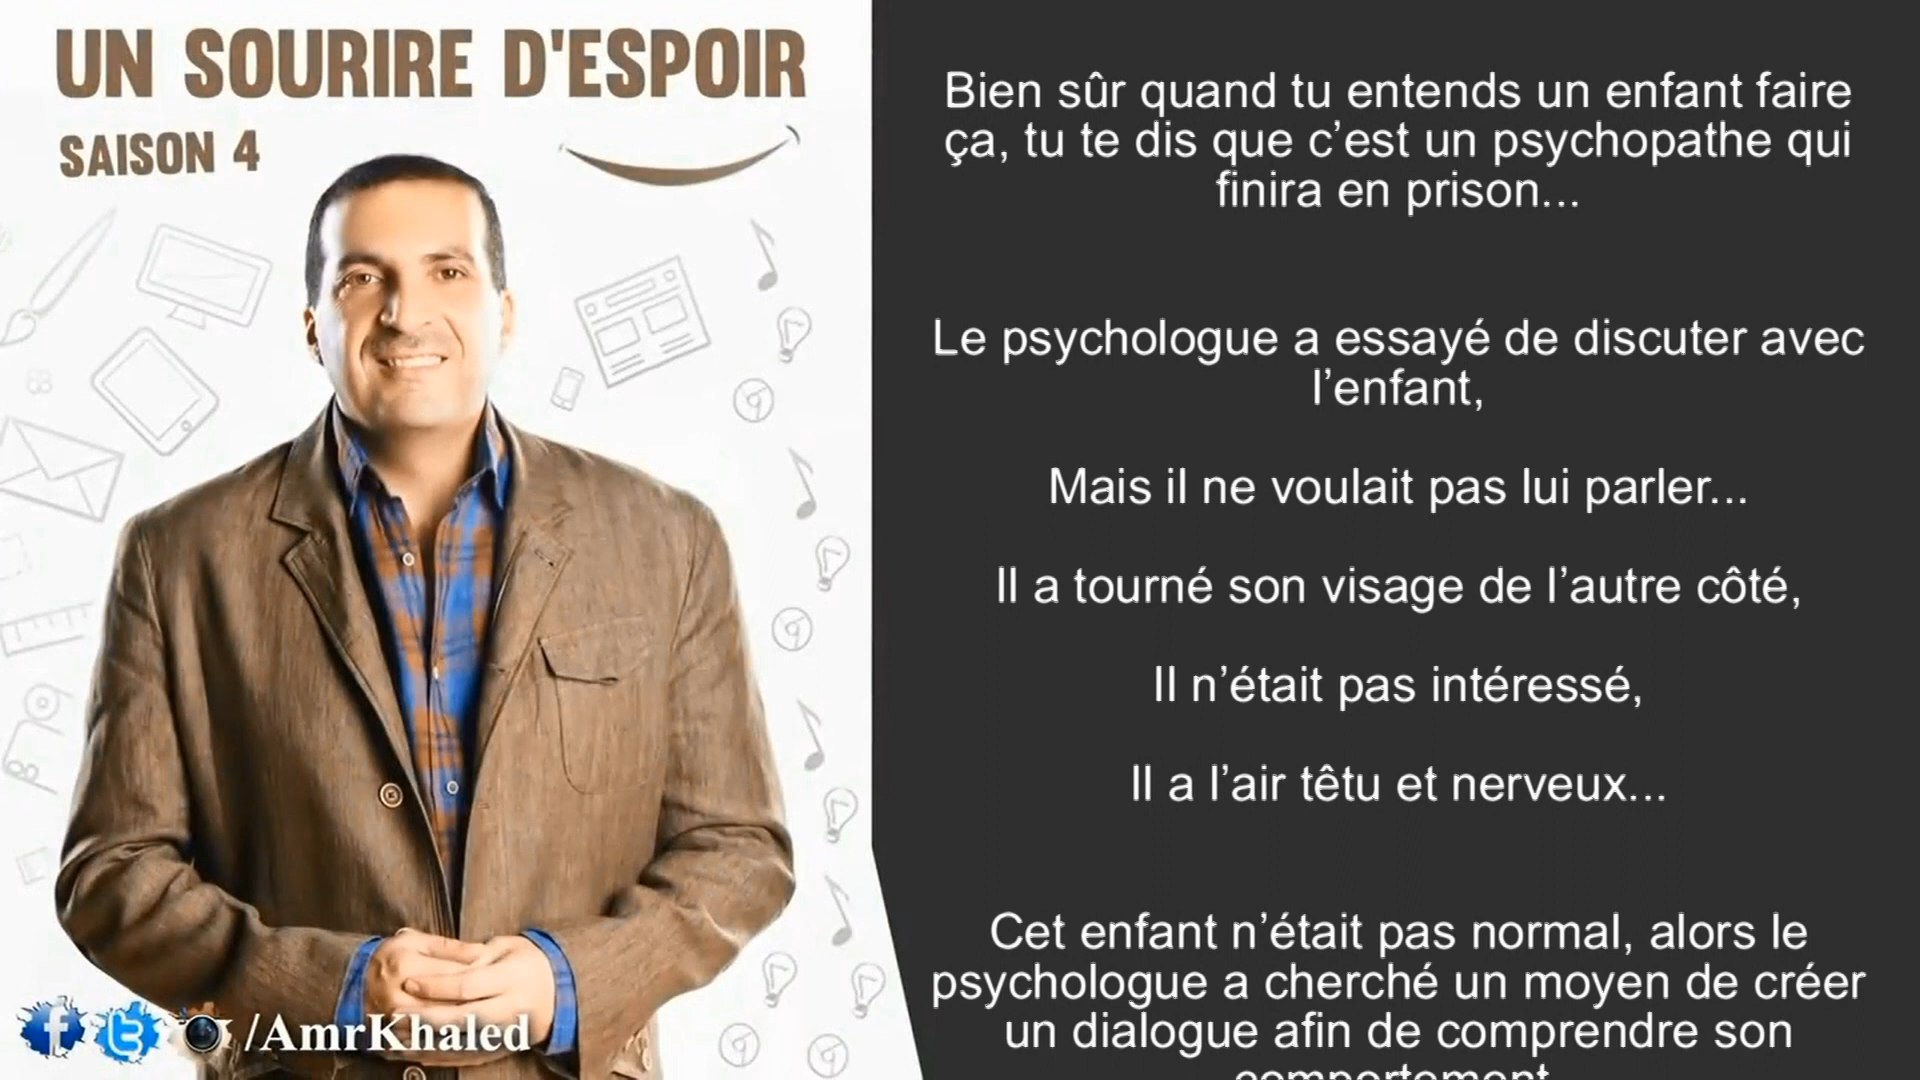 UN SOURIRE D'ESPOIR
SAISON 4
/AmrKhaled
Bien sûr quand tu entends un enfant faire
ça, tu te dis que c’est un psychopathe qui
finira en prison...
Le psychologue a essayé de discuter avec
l’enfant,
Mais il ne voulait pas lui parler...
Il a tourné son visage de l’autre côté,
Il n’était pas intéressé,
Il a l’air têtu et nerveux...
Cet enfant n’était pas normal, alors le
psychologue a cherché un moyen de créer
un dialogue afin de comprendre son
comportement